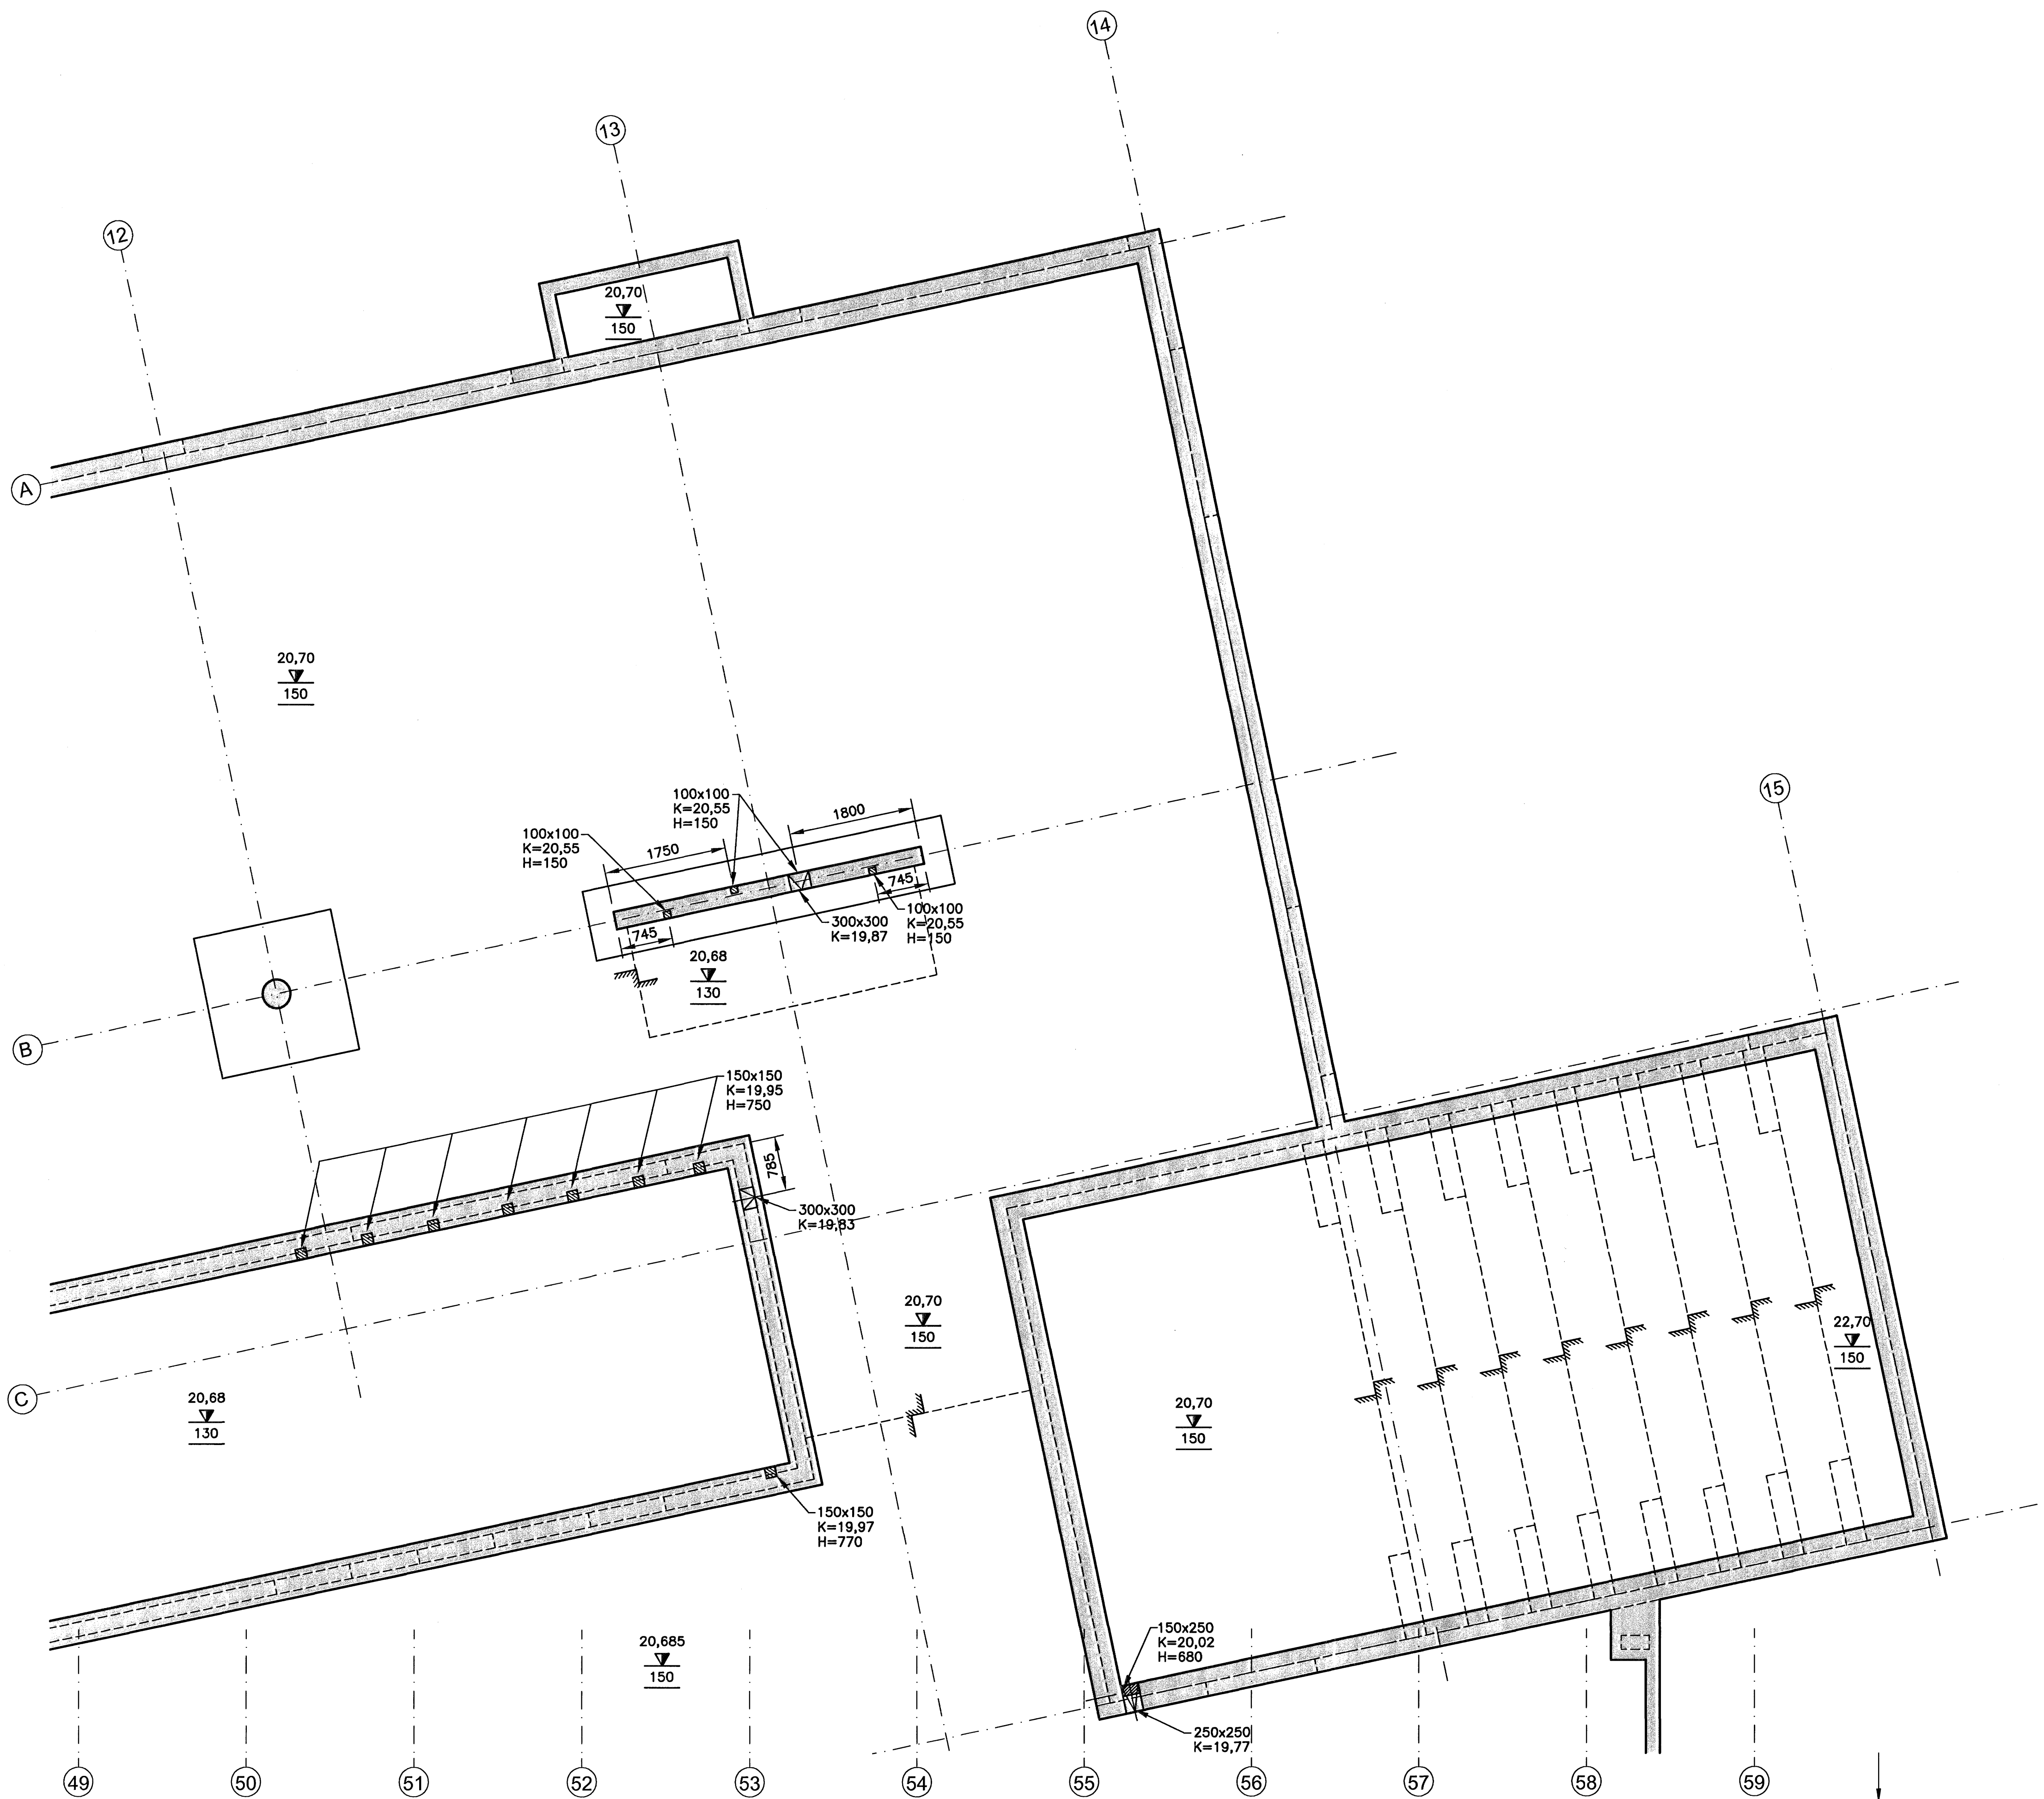 14
13
12
20,70
150
A
20,70
150
15
100x100
K=20,55
H=150
1800
100x100
K=20,55
H=150
1750
745
100x100
K=20,55
H=150
300x300
K=19,87
745
20,68
130
B
150x150
K=19,95
H=750
785
300x300
K=19,83
20,70
150
22,70
150
C
20,68
130
20,70
150
150x150
K=19,97
H=770
20,685
150
150x250
K=20,02
H=680
250x250
K=19,77
49
50
51
52
53
54
55
56
57
58
59